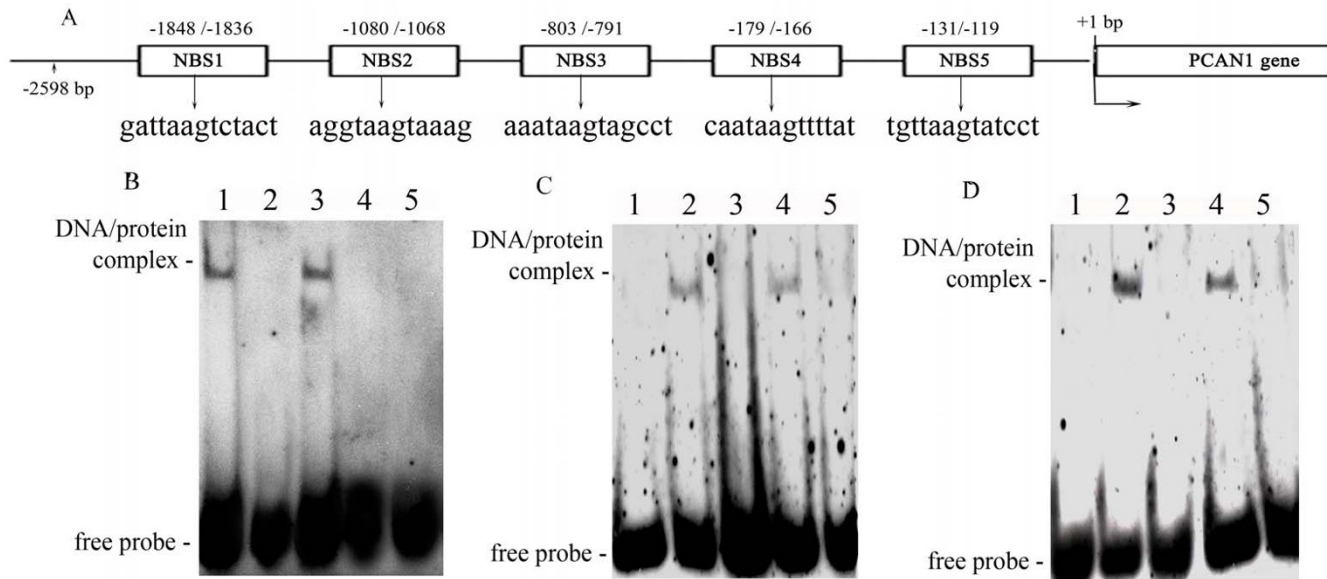 A
-1848 /-1836 -1080 /-1068 -803 /-791 -179 /-166 -131/-119 +1 bp
NBS1 NBS2 NBS3 NBS4 NBS5 PCAN1 gene
-2598 bp
gattaagtctact aggtaagtaaag aaataagtagcct caataagttttat tgttaagtatcct
B
1 2 3 4 5
DNA/protein
complex -
free probe -
C
1 2 3 4 5
DNA/protein
complex -
free probe -
D
1 2 3 4 5
DNA/protein
complex -
free probe -